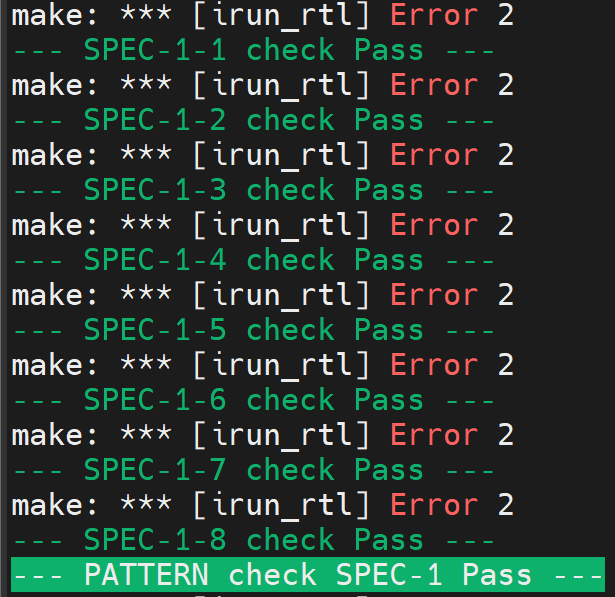 make: *** [irun_rtl] Error 2
--- SPEC-1-1 check Pass ---
make: *** [irun_rtl] Error 2
--- SPEC-1-2 check Pass ---
make: *** [irun_rtl] Error 2
--- SPEC-1-3 check Pass ---
make: *** [irun_rtl] Error 2
--- SPEC-1-4 check Pass ---
make: *** [irun_rtl] Error 2
--- SPEC-1-5 check Pass ---
make: *** [irun_rtl] Error 2
--- SPEC-1-6 check Pass ---
make: *** [irun_rtl] Error 2
--- SPEC-1-7 check Pass ---
make: *** [irun_rtl] Error 2
--- SPEC-1-8 check Pass ---
--- PATTERN check SPEC-1 Pass ---